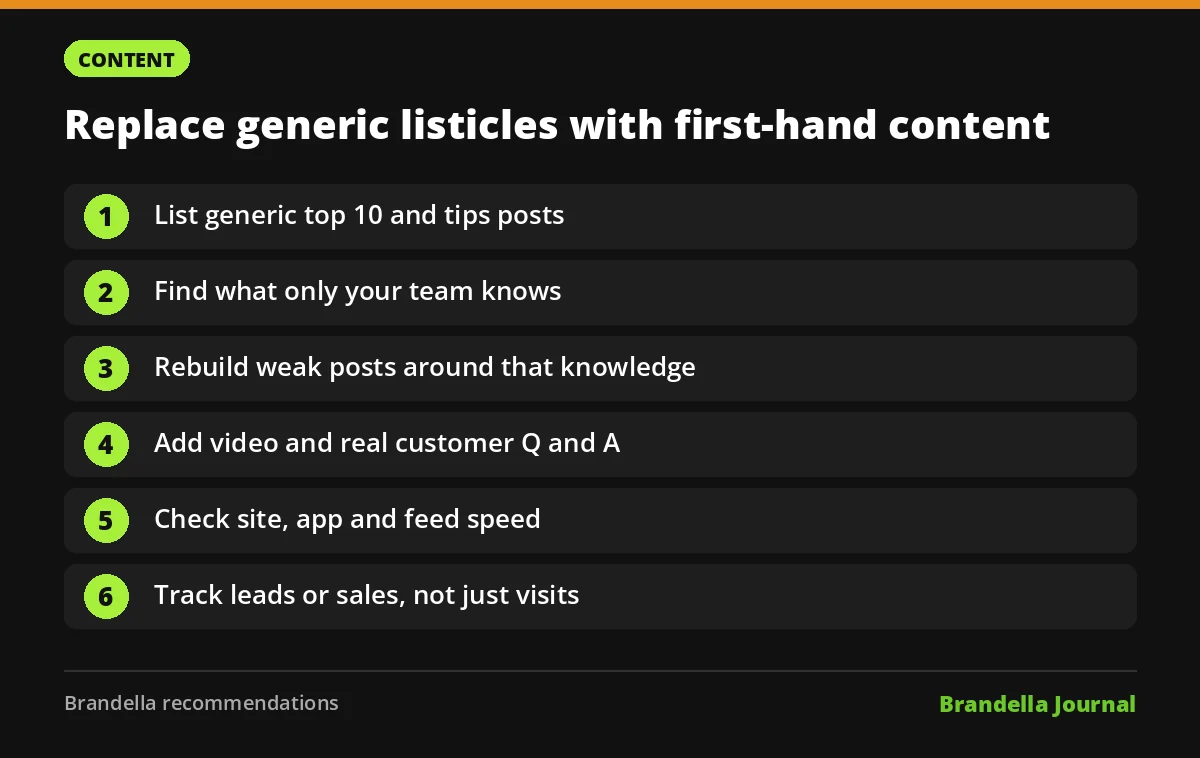 CONTENT
Replace generic listicles with first-hand content
1 List generic top 10 and tips posts
2 Find what only your team knows
3 Rebuild weak posts around that knowledge
4 Add video and real customer Q and A
5 Check site, app and feed speed
6 Track leads or sales, not just visits
Brandella recommendations
Brandella Journal